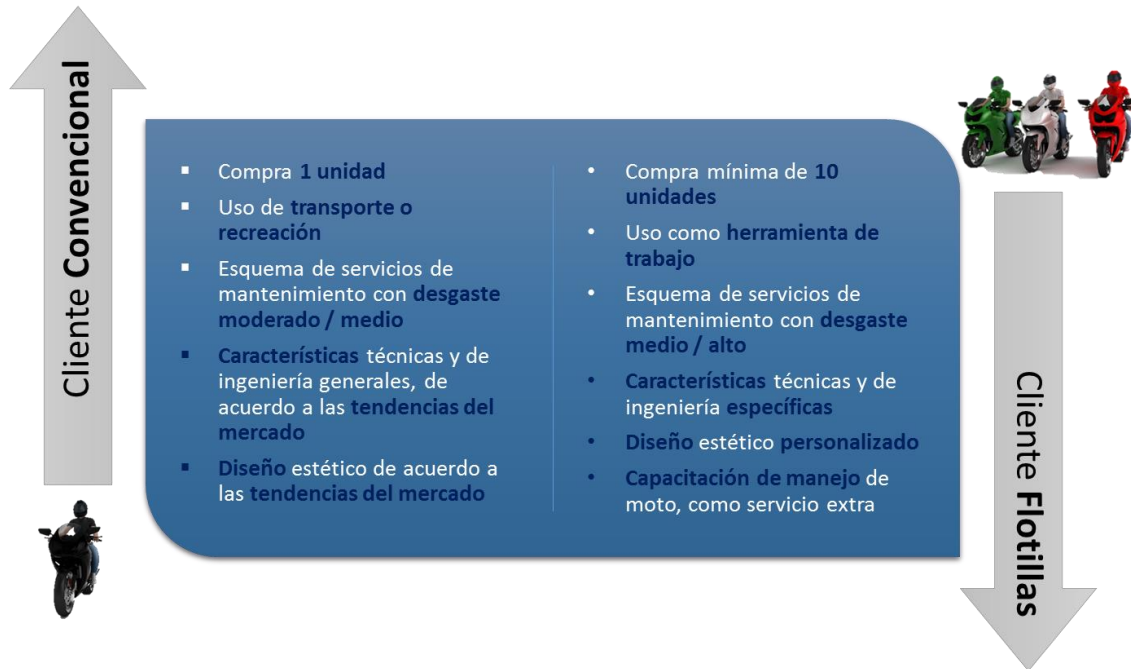 Cliente Convencional
Compra 1 unidad
Uso de transporte o
recreación
Esquema de servicios de
mantenimiento con desgaste
moderado / medio
Características técnicas y de
ingeniería generales, de
acuerdo a las tendencias del
mercado
Diseño estético de acuerdo a
las tendencias del mercado
Compra mínima de 10
unidades
Uso como herramienta de
trabajo
Esquema de servicios de
mantenimiento con desgaste
medio / alto
Características técnicas y de
ingeniería específicas
Diseño estético personalizado
Capacitación de manejo de
moto, como servicio extra
Cliente Flotillas